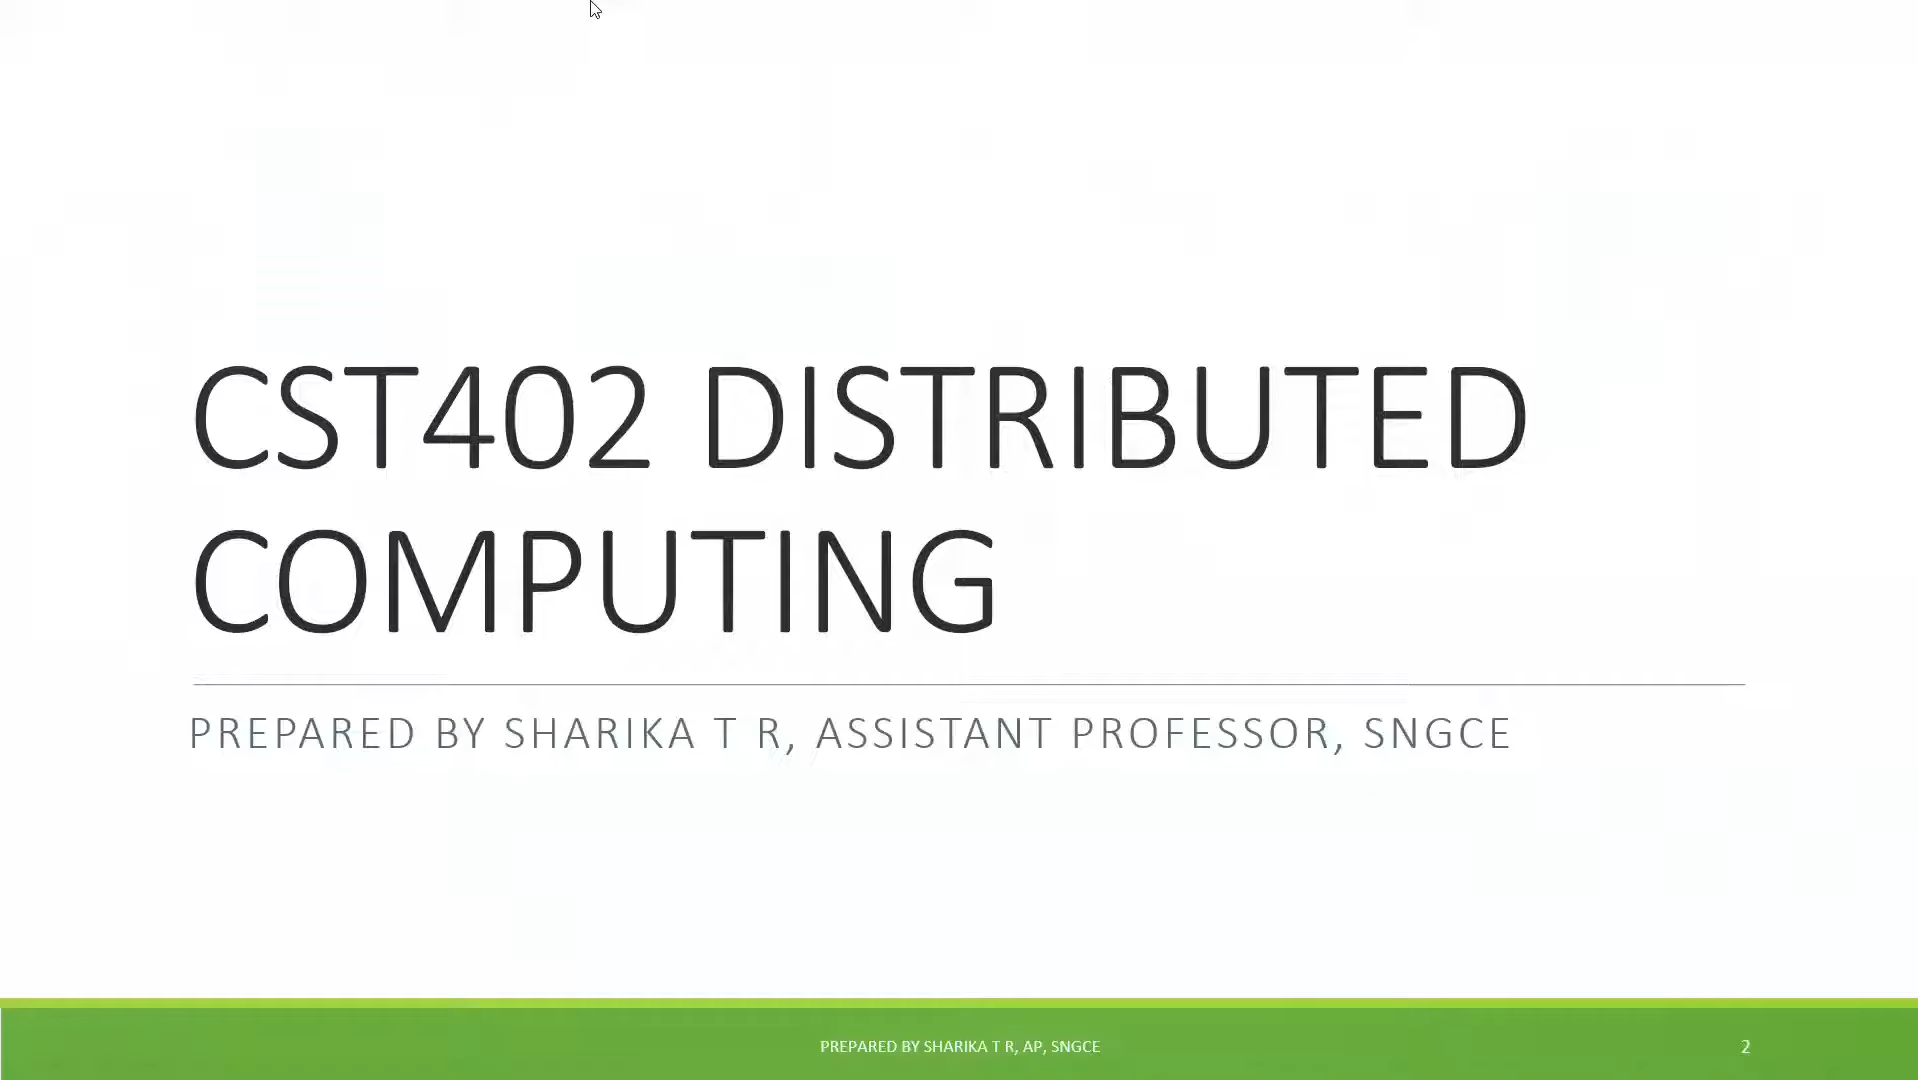 CST402 DISTRIBUTED
COMPUTING
PREPARED BY SHARIKA T R, ASSISTANT PROFESSOR, SNGCE
PREPARED BY SHARIKA T R, AP, SNGCE
2